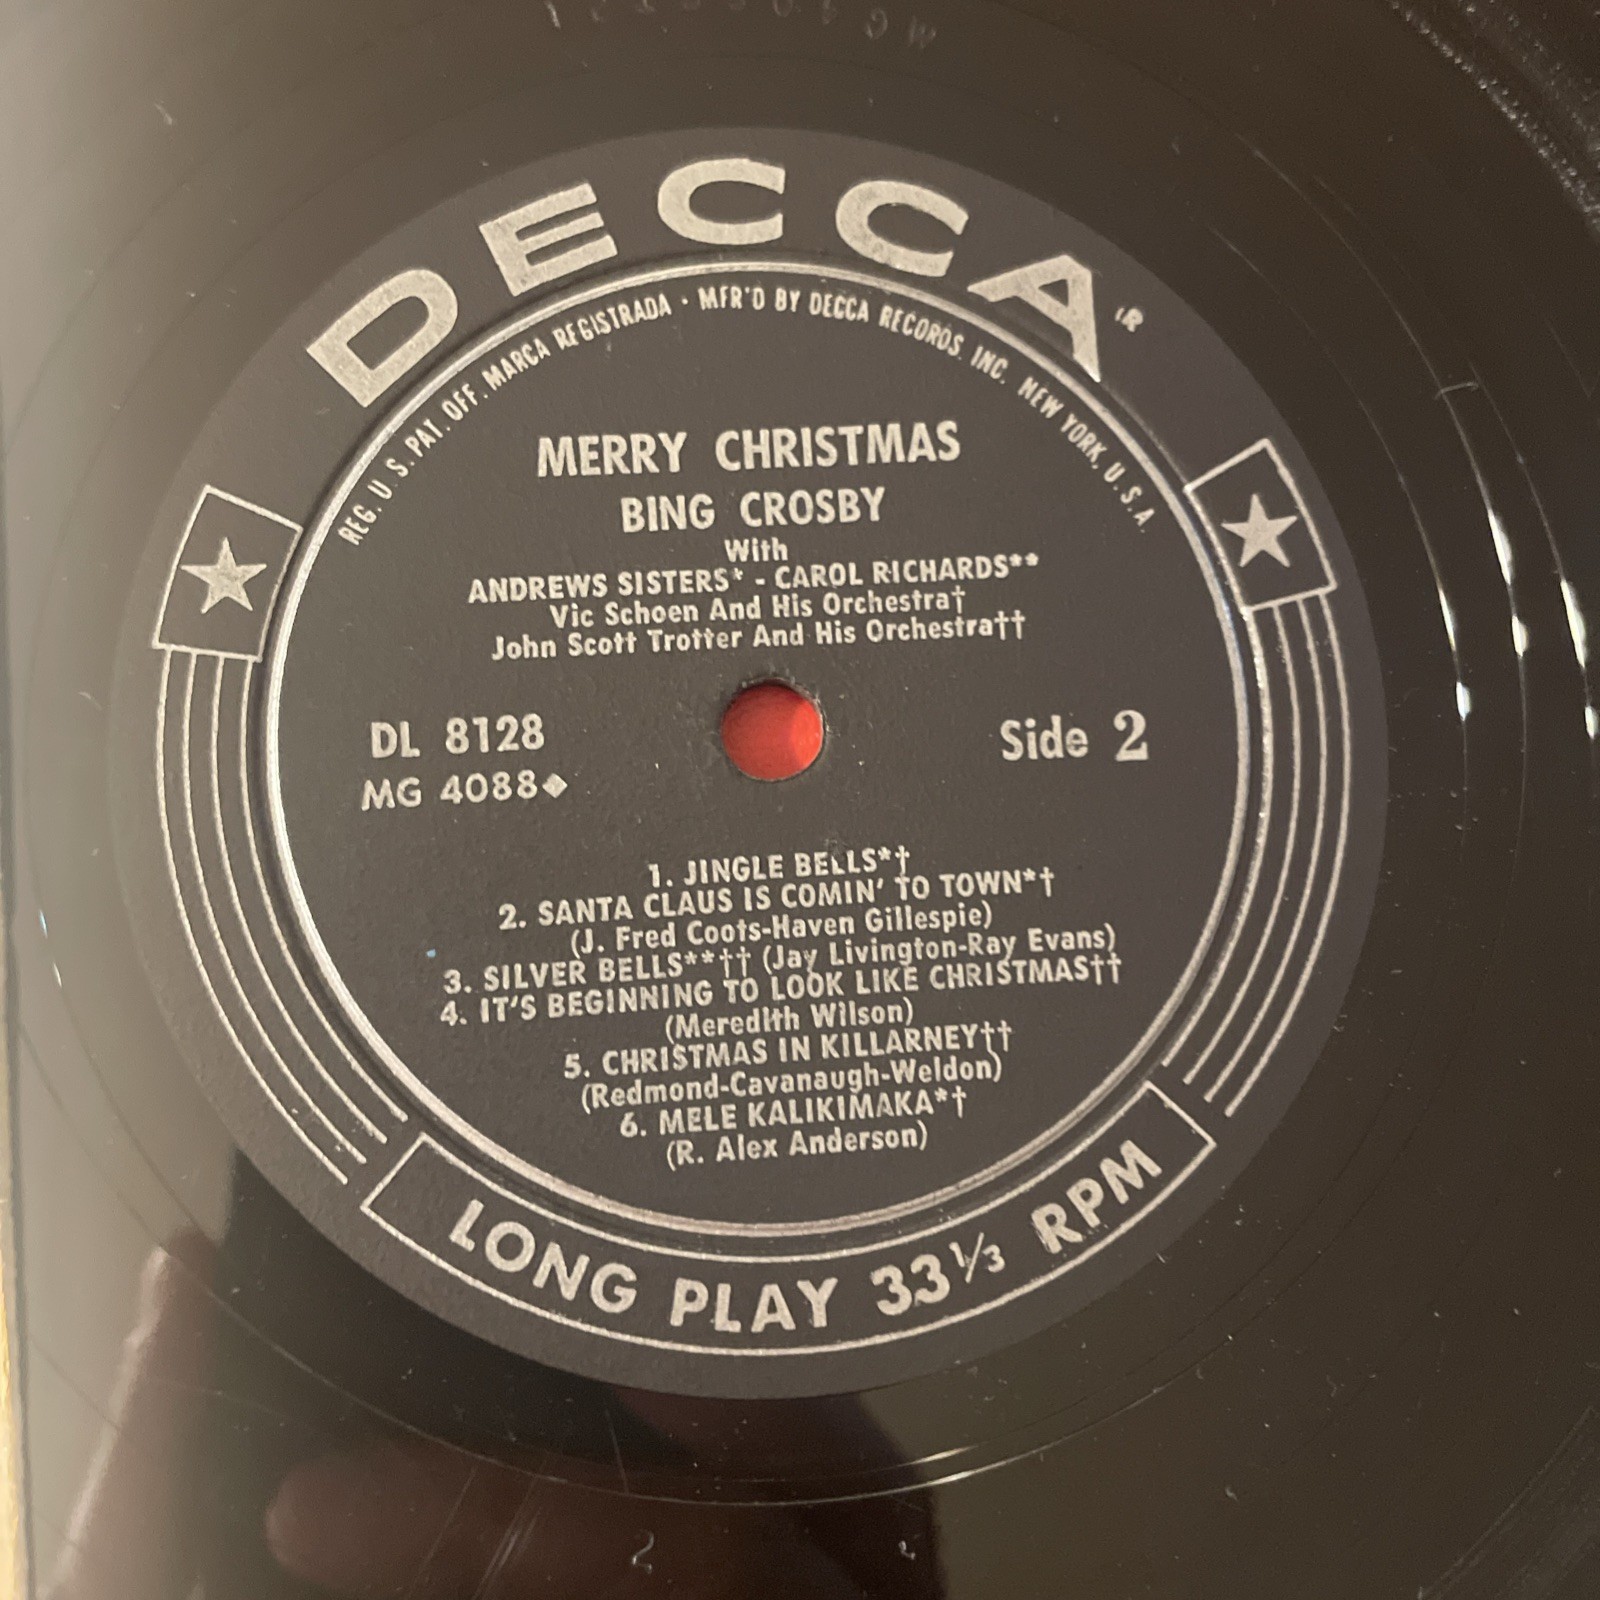 DECCA
®
REG. U.S. PAT. OFF. MARCA REGISTRADA · MFR'D BY DECCA RECORDS, INC. NEW YORK, U.S.A.
MERRY CHRISTMAS
BING CROSBY
With
ANDREWS SISTERS* - CAROL RICHARDS**
Vic Schoen And His Orchestra†
John Scott Trotter And His Orchestra††
DL 8128
MG 4088◆
Side 2
1. JINGLE BELLS*†
2. SANTA CLAUS IS COMIN' TO TOWN*†
(J. Fred Coots-Haven Gillespie)
3. SILVER BELLS**†† (Jay Livington-Ray Evans)
4. IT'S BEGINNING TO LOOK LIKE CHRISTMAS††
(Meredith Wilson)
5. CHRISTMAS IN KILLARNEY††
(Redmond-Cavanaugh-Weldon)
6. MELE KALIKIMAKA*†
(R. Alex Anderson)
LONG PLAY 33⅓ RPM
2